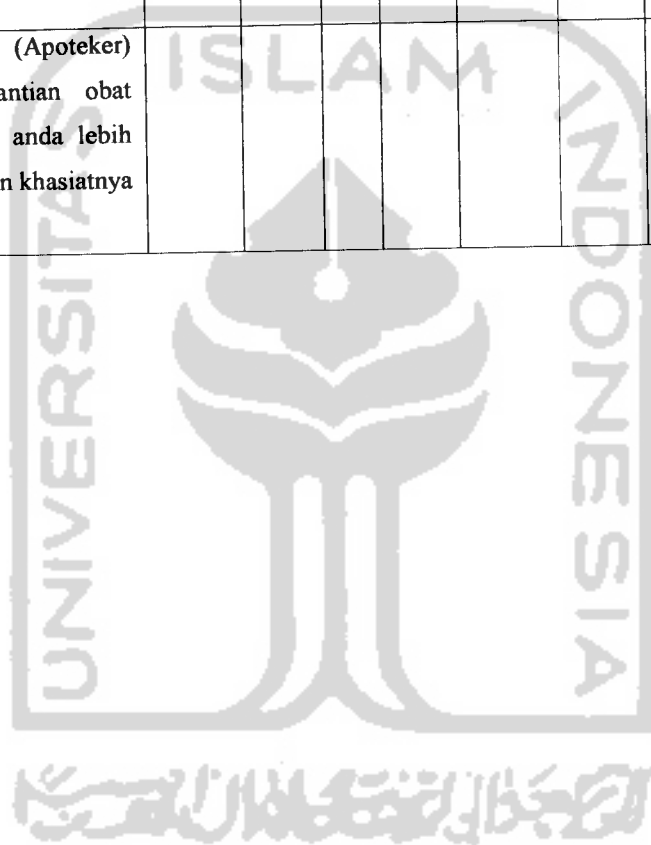 (Apoteker)
antian obat
anda lebih
n khasiatnya
ISLAM
UNIVERSITAS
INDONESIA